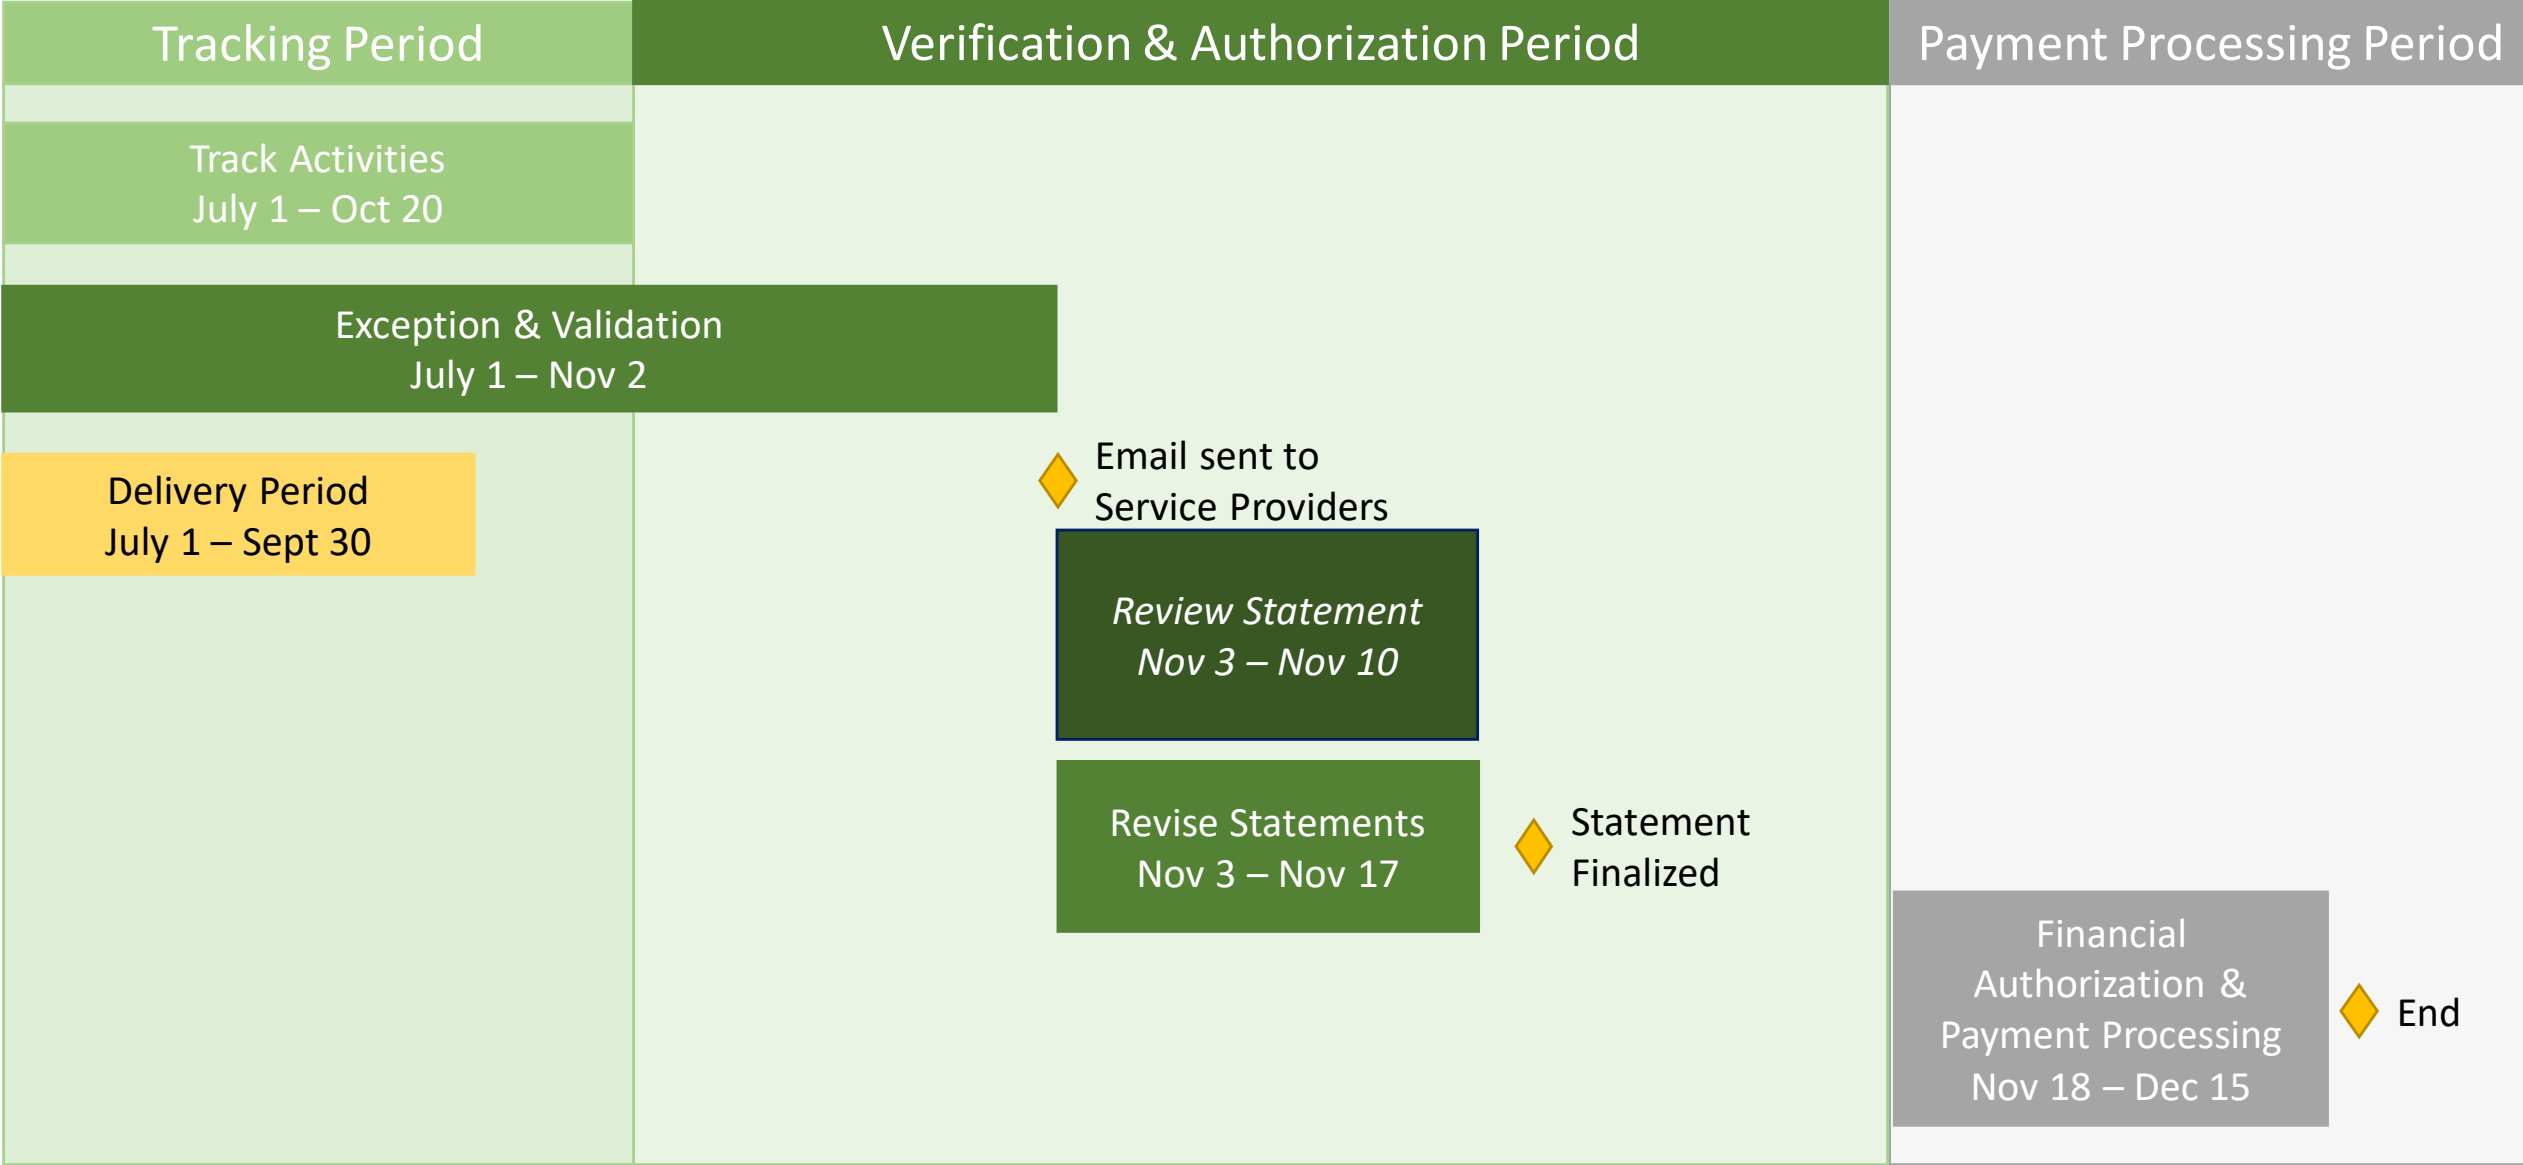 Tracking Period
Verification & Authorization Period
Payment Processing Period
Track Activities
July 1 – Oct 20
Exception & Validation
July 1 – Nov 2
Delivery Period
July 1 – Sept 30
Email sent to
Service Providers
Review Statement
Nov 3 – Nov 10
Revise Statements
Nov 3 – Nov 17
Statement
Finalized
Financial
Authorization &
Payment Processing
Nov 18 – Dec 15
End